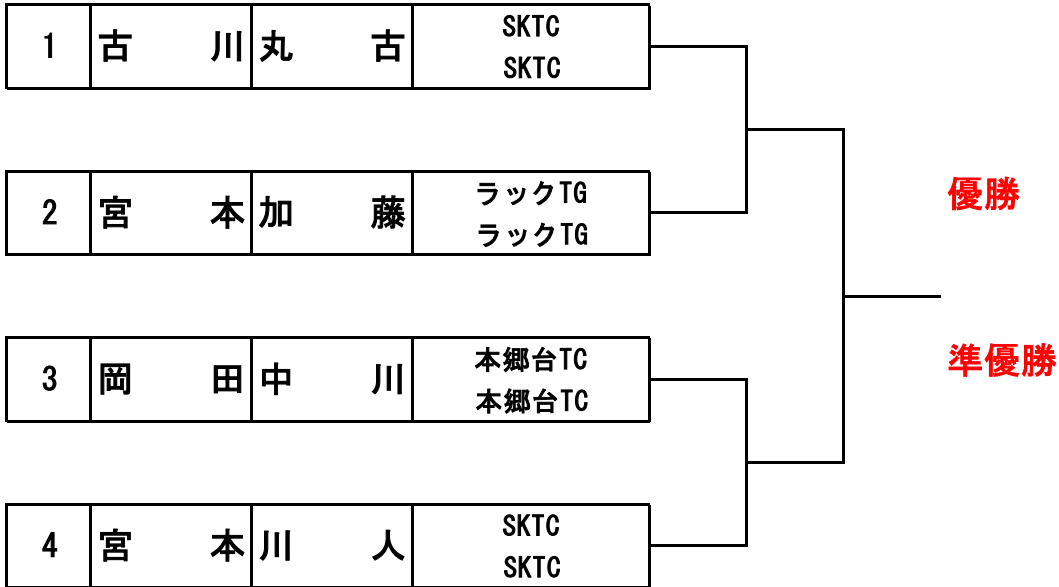 1 古 川 丸 古 SKTC
SKTC
2 宮 本 加 藤 ラックTG
ラックTG
優勝
3 岡 田 中 川 本郷台TC
本郷台TC
準優勝
4 宮 本 川 人 SKTC
SKTC